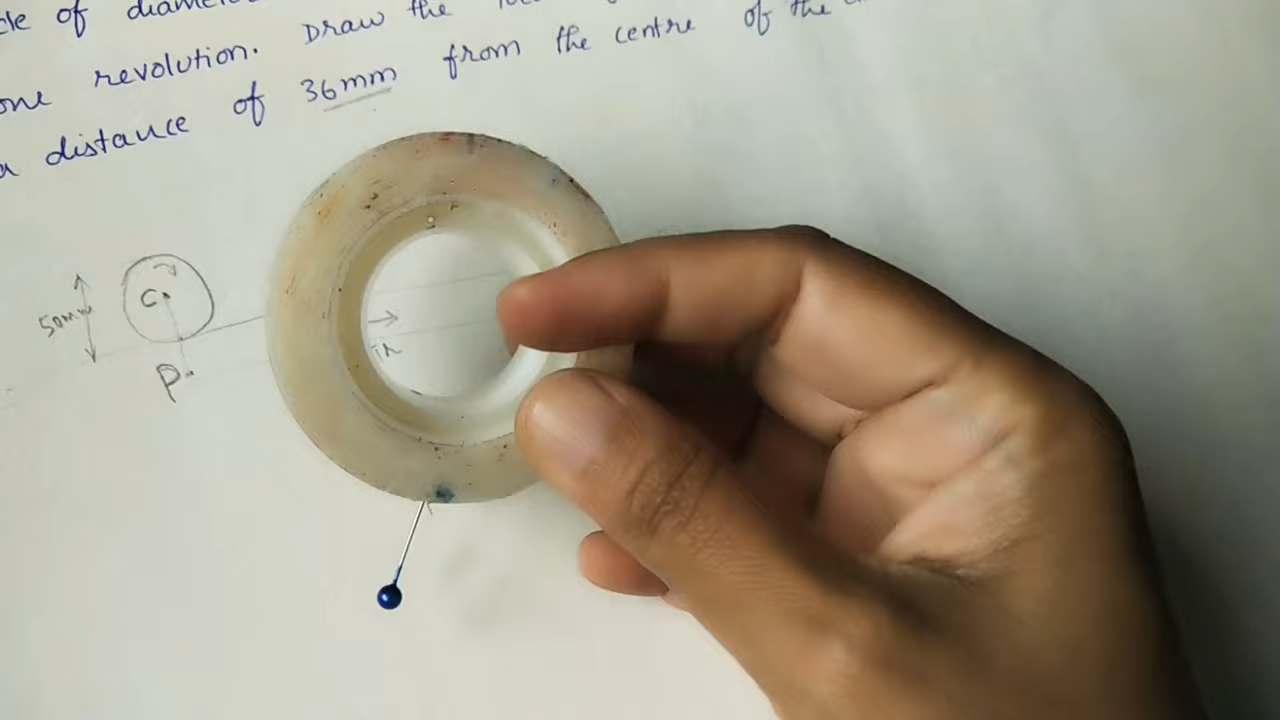 of
one revolution. Draw the
a distance of 36mm from the centre of the
50mm
C
P